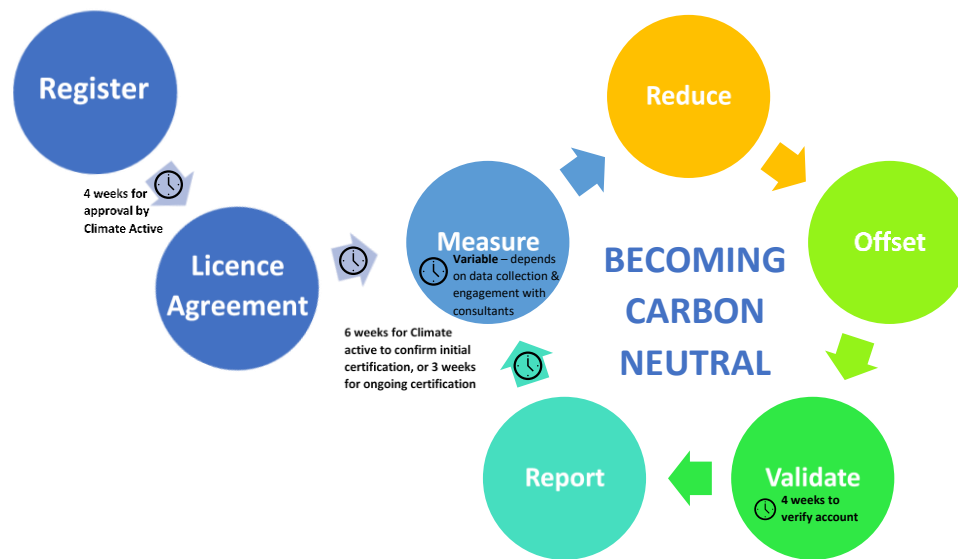 Register
4 weeks for
approval by
Climate Active
Licence
Agreement
6 weeks for Climate
active to confirm initial
certification, or 3 weeks
for ongoing certification
Measure
Variable – depends
on data collection &
engagement with
consultants
Reduce
Offset
Validate
4 weeks to
verify account
Report
BECOMING
CARBON
NEUTRAL